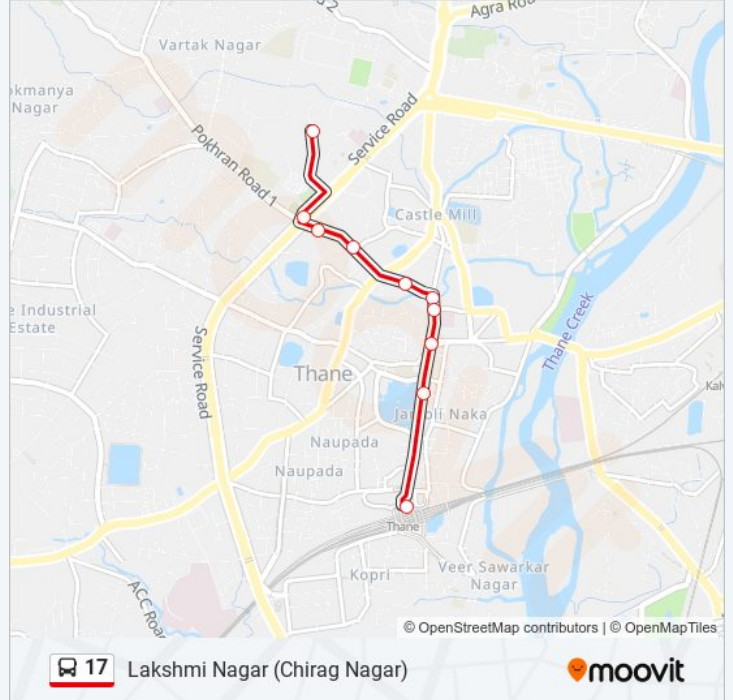 Agra Roa
Vartak Nagar
okmanya
Nagar
Service Road
Pokhran Road 1
Castle Mill
e Industrial
Estate
Thane Creek
Service Road
Thane
Kalv
Jambli Naka
Naupada
Naupada
Thane
Kopri
Veer Sawarkar
Nagar
ACC Road
© OpenStreetMap contributors | © OpenMapTiles
17 Lakshmi Nagar (Chirag Nagar)
moovit